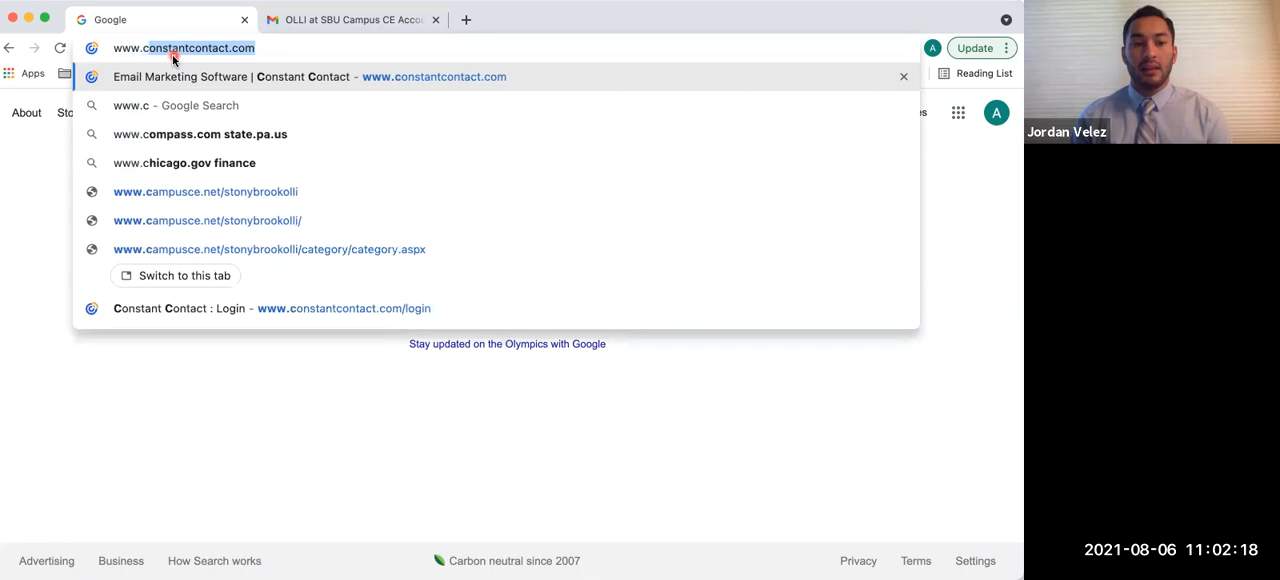 Google
OLLI at SBU Campus CE Accou
www.constantcontact.com
A
Update
Apps
Reading List
Email Marketing Software | Constant Contact - www.constantcontact.com
www.c - Google Search
www.compass.com state.pa.us
www.chicago.gov finance
www.campusce.net/stonybrookolli
www.campusce.net/stonybrookolli/
www.campusce.net/stonybrookolli/category/category.aspx
Switch to this tab
Constant Contact : Login - www.constantcontact.com/login
About
Sto
es
A
Stay updated on the Olympics with Google
Advertising
Business
How Search works
Carbon neutral since 2007
Privacy
Terms
Settings
Jordan Velez
2021-08-06 11:02:18